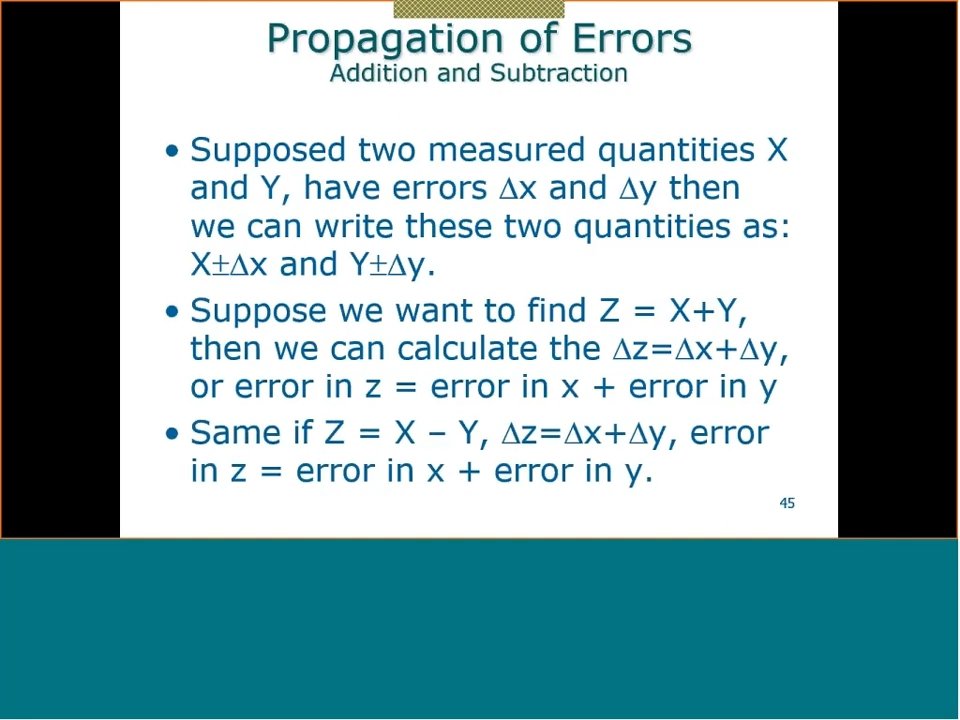 Propagation of Errors
Addition and Subtraction
• Supposed two measured quantities X
and Y, have errors ∆x and ∆y then
we can write these two quantities as:
X±∆x and Y±∆y.
• Suppose we want to find Z = X+Y,
then we can calculate the ∆z=∆x+∆y,
or error in z = error in x + error in y
• Same if Z = X – Y, ∆z=∆x+∆y, error
in z = error in x + error in y.
45